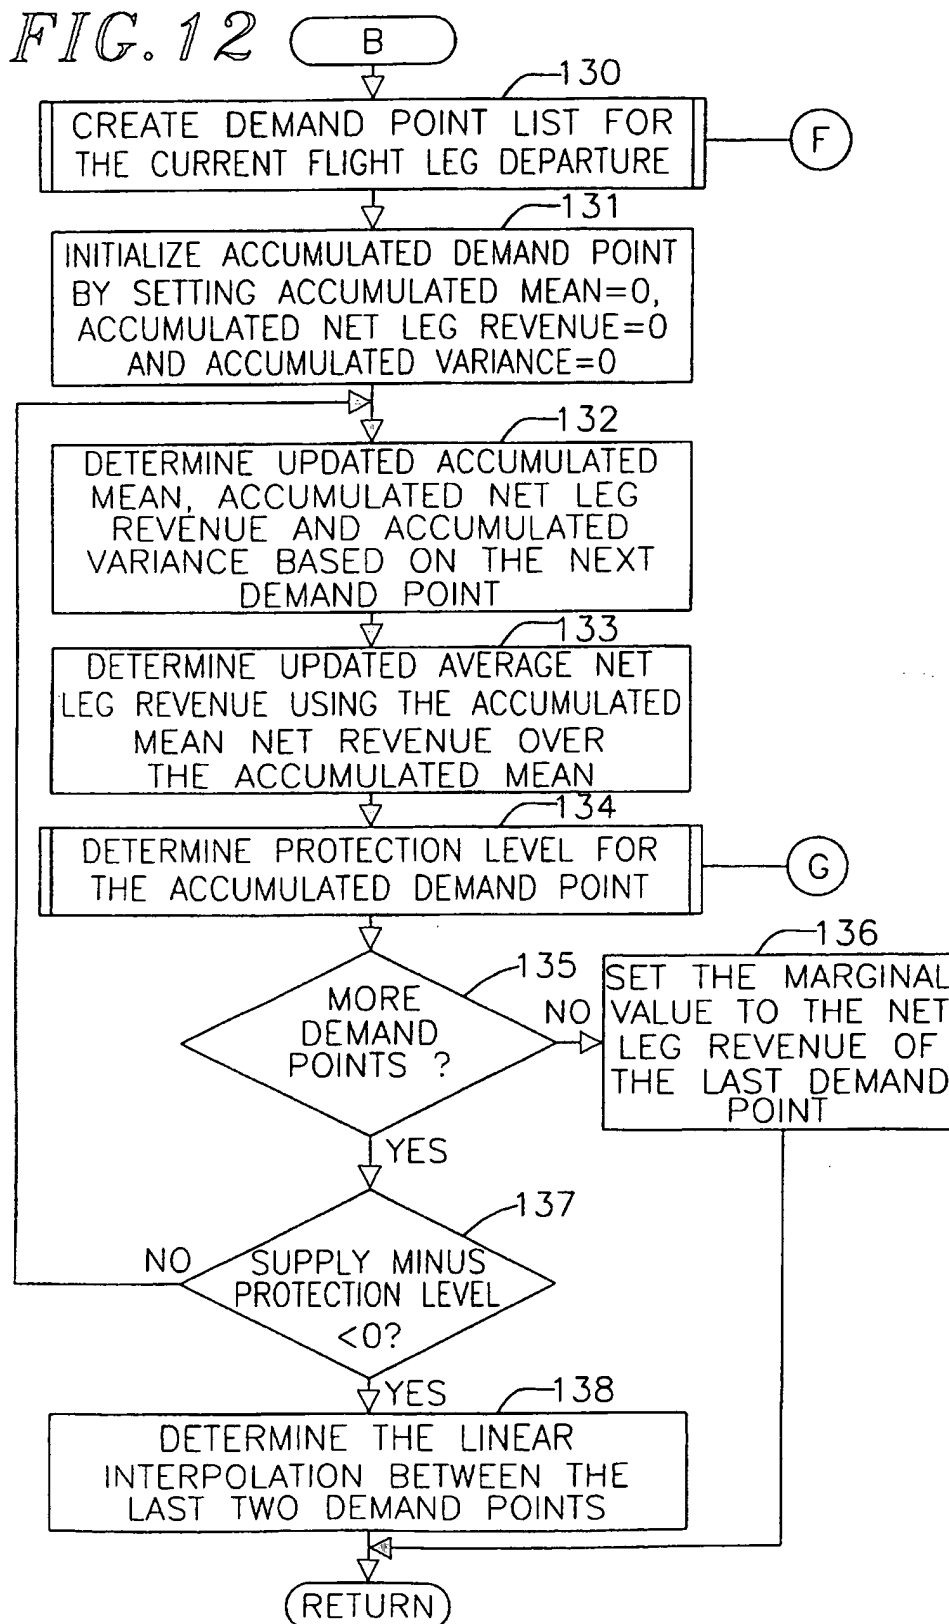 FIG. 12
B
130
CREATE DEMAND POINT LIST FOR
THE CURRENT FLIGHT LEG DEPARTURE
F
131
INITIALIZE ACCUMULATED DEMAND POINT
BY SETTING ACCUMULATED MEAN=0,
ACCUMULATED NET LEG REVENUE=0
AND ACCUMULATED VARIANCE=0
132
DETERMINE UPDATED ACCUMULATED
MEAN, ACCUMULATED NET LEG
REVENUE AND ACCUMULATED
VARIANCE BASED ON THE NEXT
DEMAND POINT
133
DETERMINE UPDATED AVERAGE NET
LEG REVENUE USING THE ACCUMULATED
MEAN NET REVENUE OVER
THE ACCUMULATED MEAN
134
DETERMINE PROTECTION LEVEL FOR
THE ACCUMULATED DEMAND POINT
G
135
MORE
DEMAND
POINTS ?
NO
136
SET THE MARGINAL
VALUE TO THE NET
LEG REVENUE OF
THE LAST DEMAND
POINT
YES
137
SUPPLY MINUS
PROTECTION LEVEL
<0?
NO
YES
138
DETERMINE THE LINEAR
INTERPOLATION BETWEEN THE
LAST TWO DEMAND POINTS
RETURN